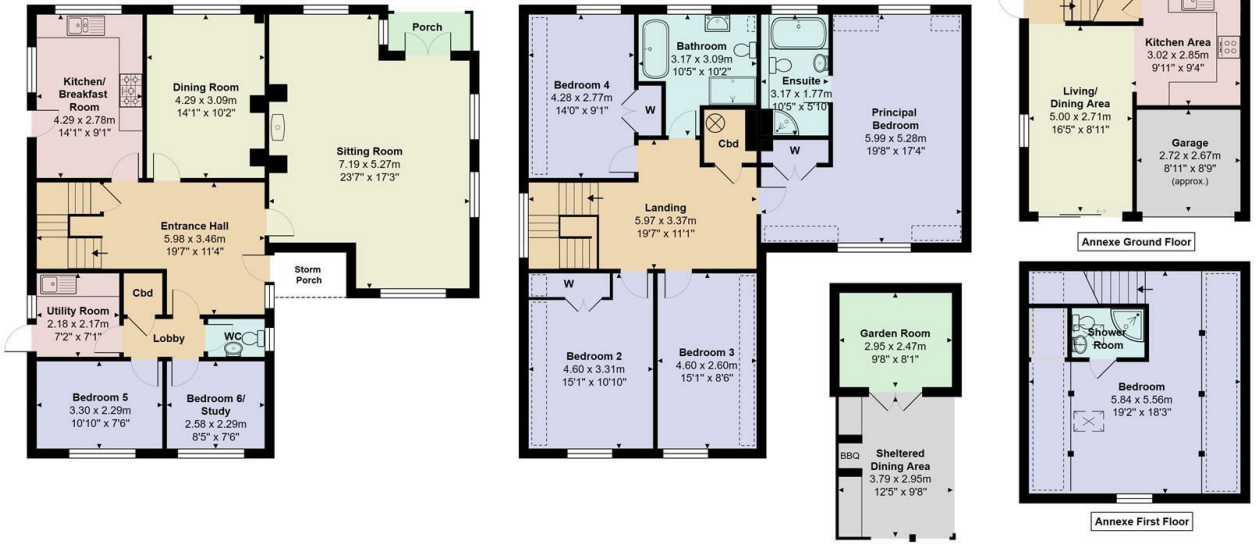 Porch
Kitchen/
Breakfast
Room
4.29 x 2.78m
14'1" x 9'1"
Dining Room
4.29 x 3.09m
14'1" x 10'2"
Sitting Room
7.19 x 5.27m
23'7" x 17'3"
Entrance Hall
5.98 x 3.46m
19'7" x 11'4"
Storm
Porch
Cbd
Utility Room
2.18 x 2.17m
7'2" x 7'1"
Lobby
WC
Bedroom 5
3.30 x 2.29m
10'10" x 7'6"
Bedroom 6/
Study
2.58 x 2.29m
8'5" x 7'6"
Bedroom 4
4.28 x 2.77m
14'0" x 9'1"
W
Bathroom
3.17 x 3.09m
10'5" x 10'2"
Ensuite
3.17 x 1.77m
10'5" x 5'10"
Cbd
W
Principal
Bedroom
5.99 x 5.28m
19'8" x 17'4"
Landing
5.97 x 3.37m
19'7" x 11'1"
W
Bedroom 2
4.60 x 3.31m
15'1" x 10'10"
Bedroom 3
4.60 x 2.60m
15'1" x 8'6"
Garden Room
2.95 x 2.47m
9'8" x 8'1"
BBQ
Sheltered
Dining Area
3.79 x 2.95m
12'5" x 9'8"
Kitchen Area
3.02 x 2.85m
9'11" x 9'4"
Living/
Dining Area
5.00 x 2.71m
16'5" x 8'11"
Garage
2.72 x 2.67m
8'11" x 8'9"
(approx.)
Annexe Ground Floor
Shower
Room
Bedroom
5.84 x 5.56m
19'2" x 18'3"
Annexe First Floor